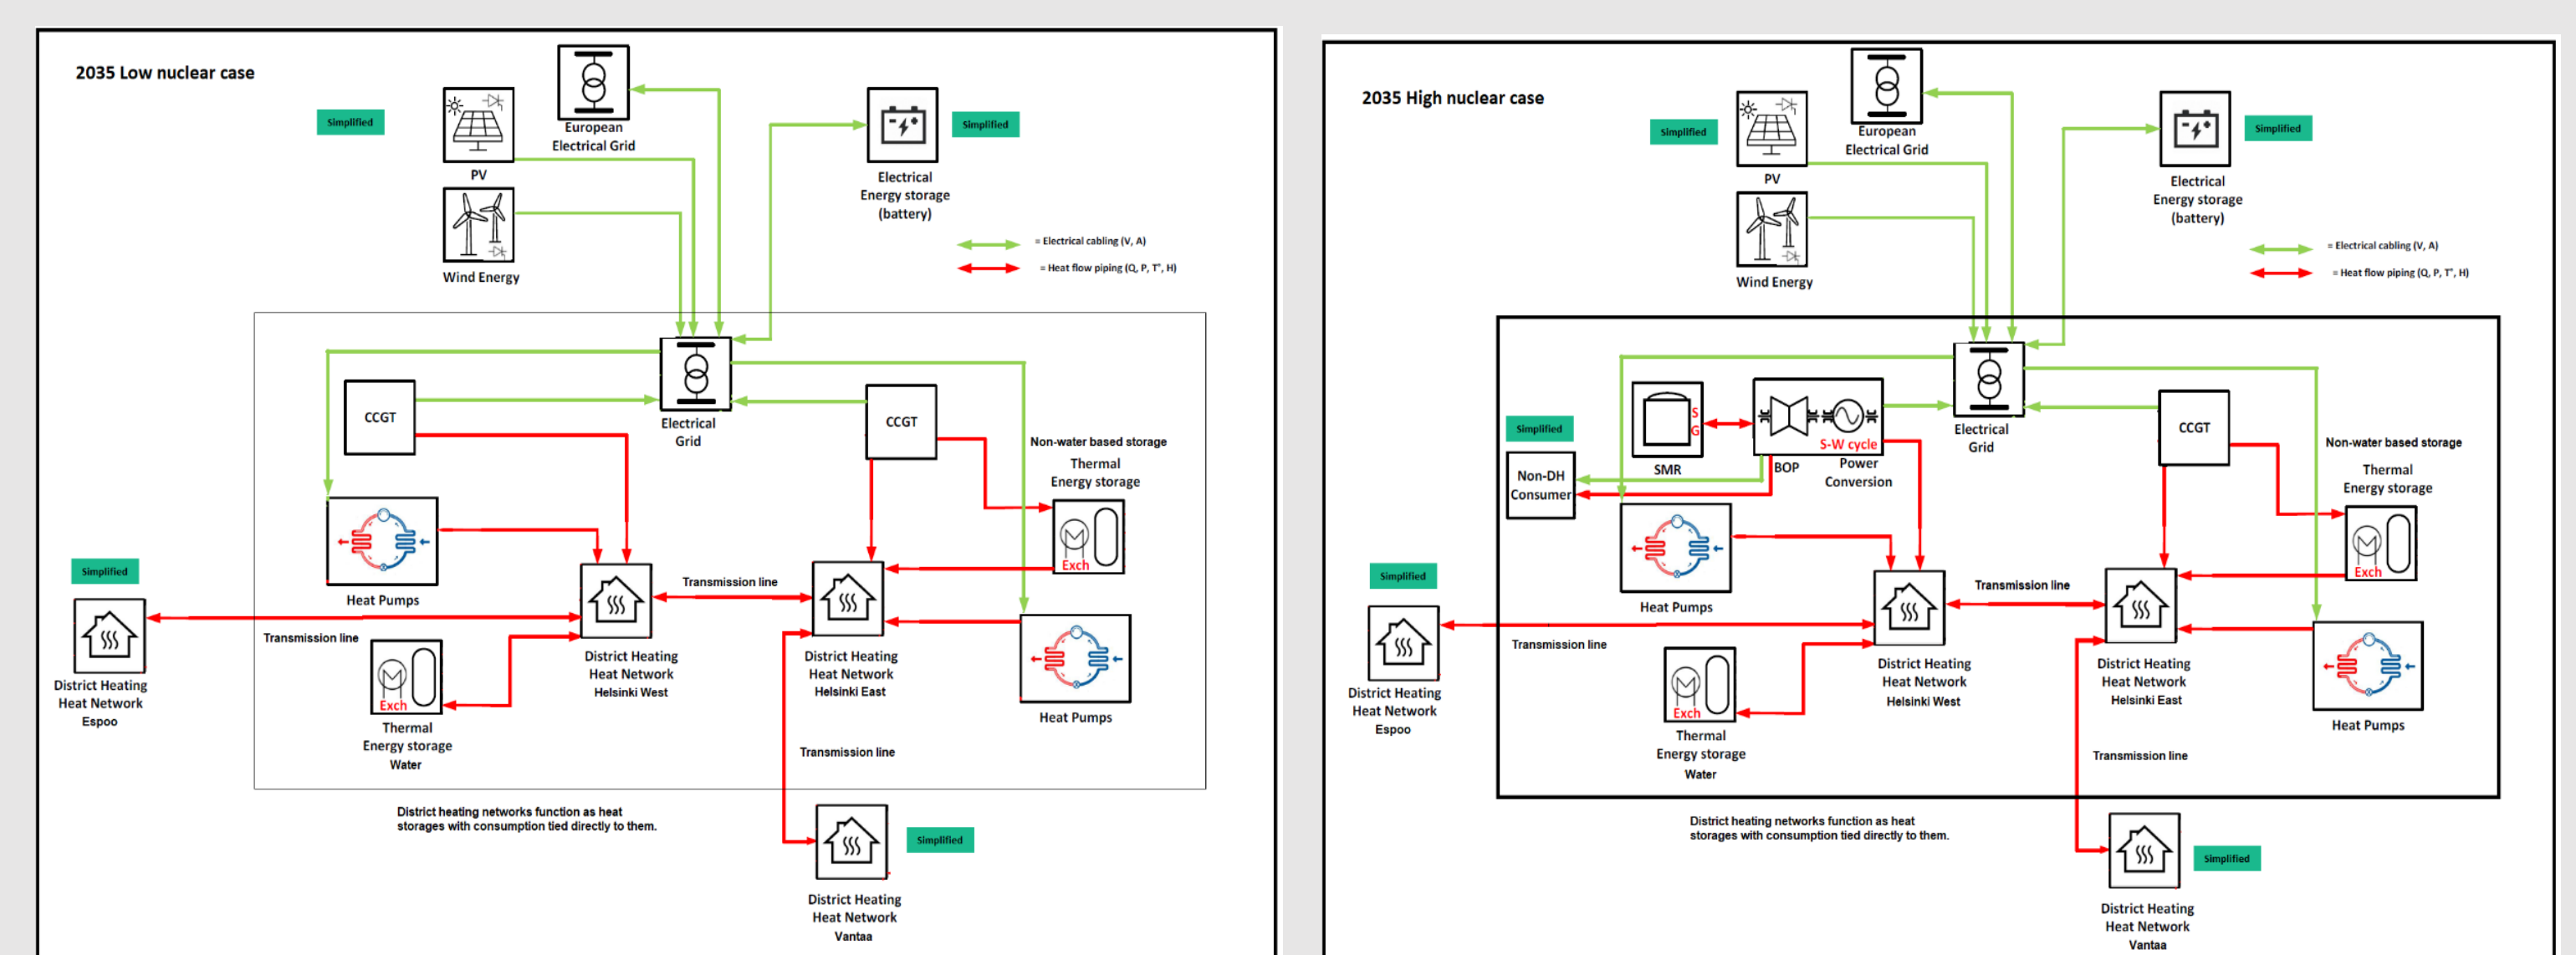 2035 Low nuclear case
Simplified
PV
European
Electrical Grid
Simplified
Electrical
Energy storage
(battery)
Wind Energy
= Electrical cabling (V, A)
= Heat flow piping (Q, P, T°, H)
CCGT
Electrical
Grid
CCGT
Non-water based storage
Thermal
Energy storage
Exch
Heat Pumps
Simplified
Transmission line
Transmission line
District Heating
Heat Network
Espoo
Exch
Thermal
Energy storage
Water
District Heating
Heat Network
Helsinki West
District Heating
Heat Network
Helsinki East
Heat Pumps
Transmission line
District heating networks function as heat
storages with consumption tied directly to them.
Simplified
District Heating
Heat Network
Vantaa
2035 High nuclear case
Simplified
PV
European
Electrical Grid
Simplified
Electrical
Energy storage
(battery)
Wind Energy
= Electrical cabling (V, A)
= Heat flow piping (Q, P, T°, H)
Simplified
Non-DH
Consumer
S
G
SMR
S-W cycle
BOP
Power
Conversion
Electrical
Grid
CCGT
Non-water based storage
Thermal
Energy storage
Exch
Heat Pumps
Simplified
Transmission line
Transmission line
District Heating
Heat Network
Espoo
Exch
Thermal
Energy storage
Water
District Heating
Heat Network
Helsinki West
District Heating
Heat Network
Helsinki East
Heat Pumps
Transmission line
District heating networks function as heat
storages with consumption tied directly to them.
Simplified
District Heating
Heat Network
Vantaa